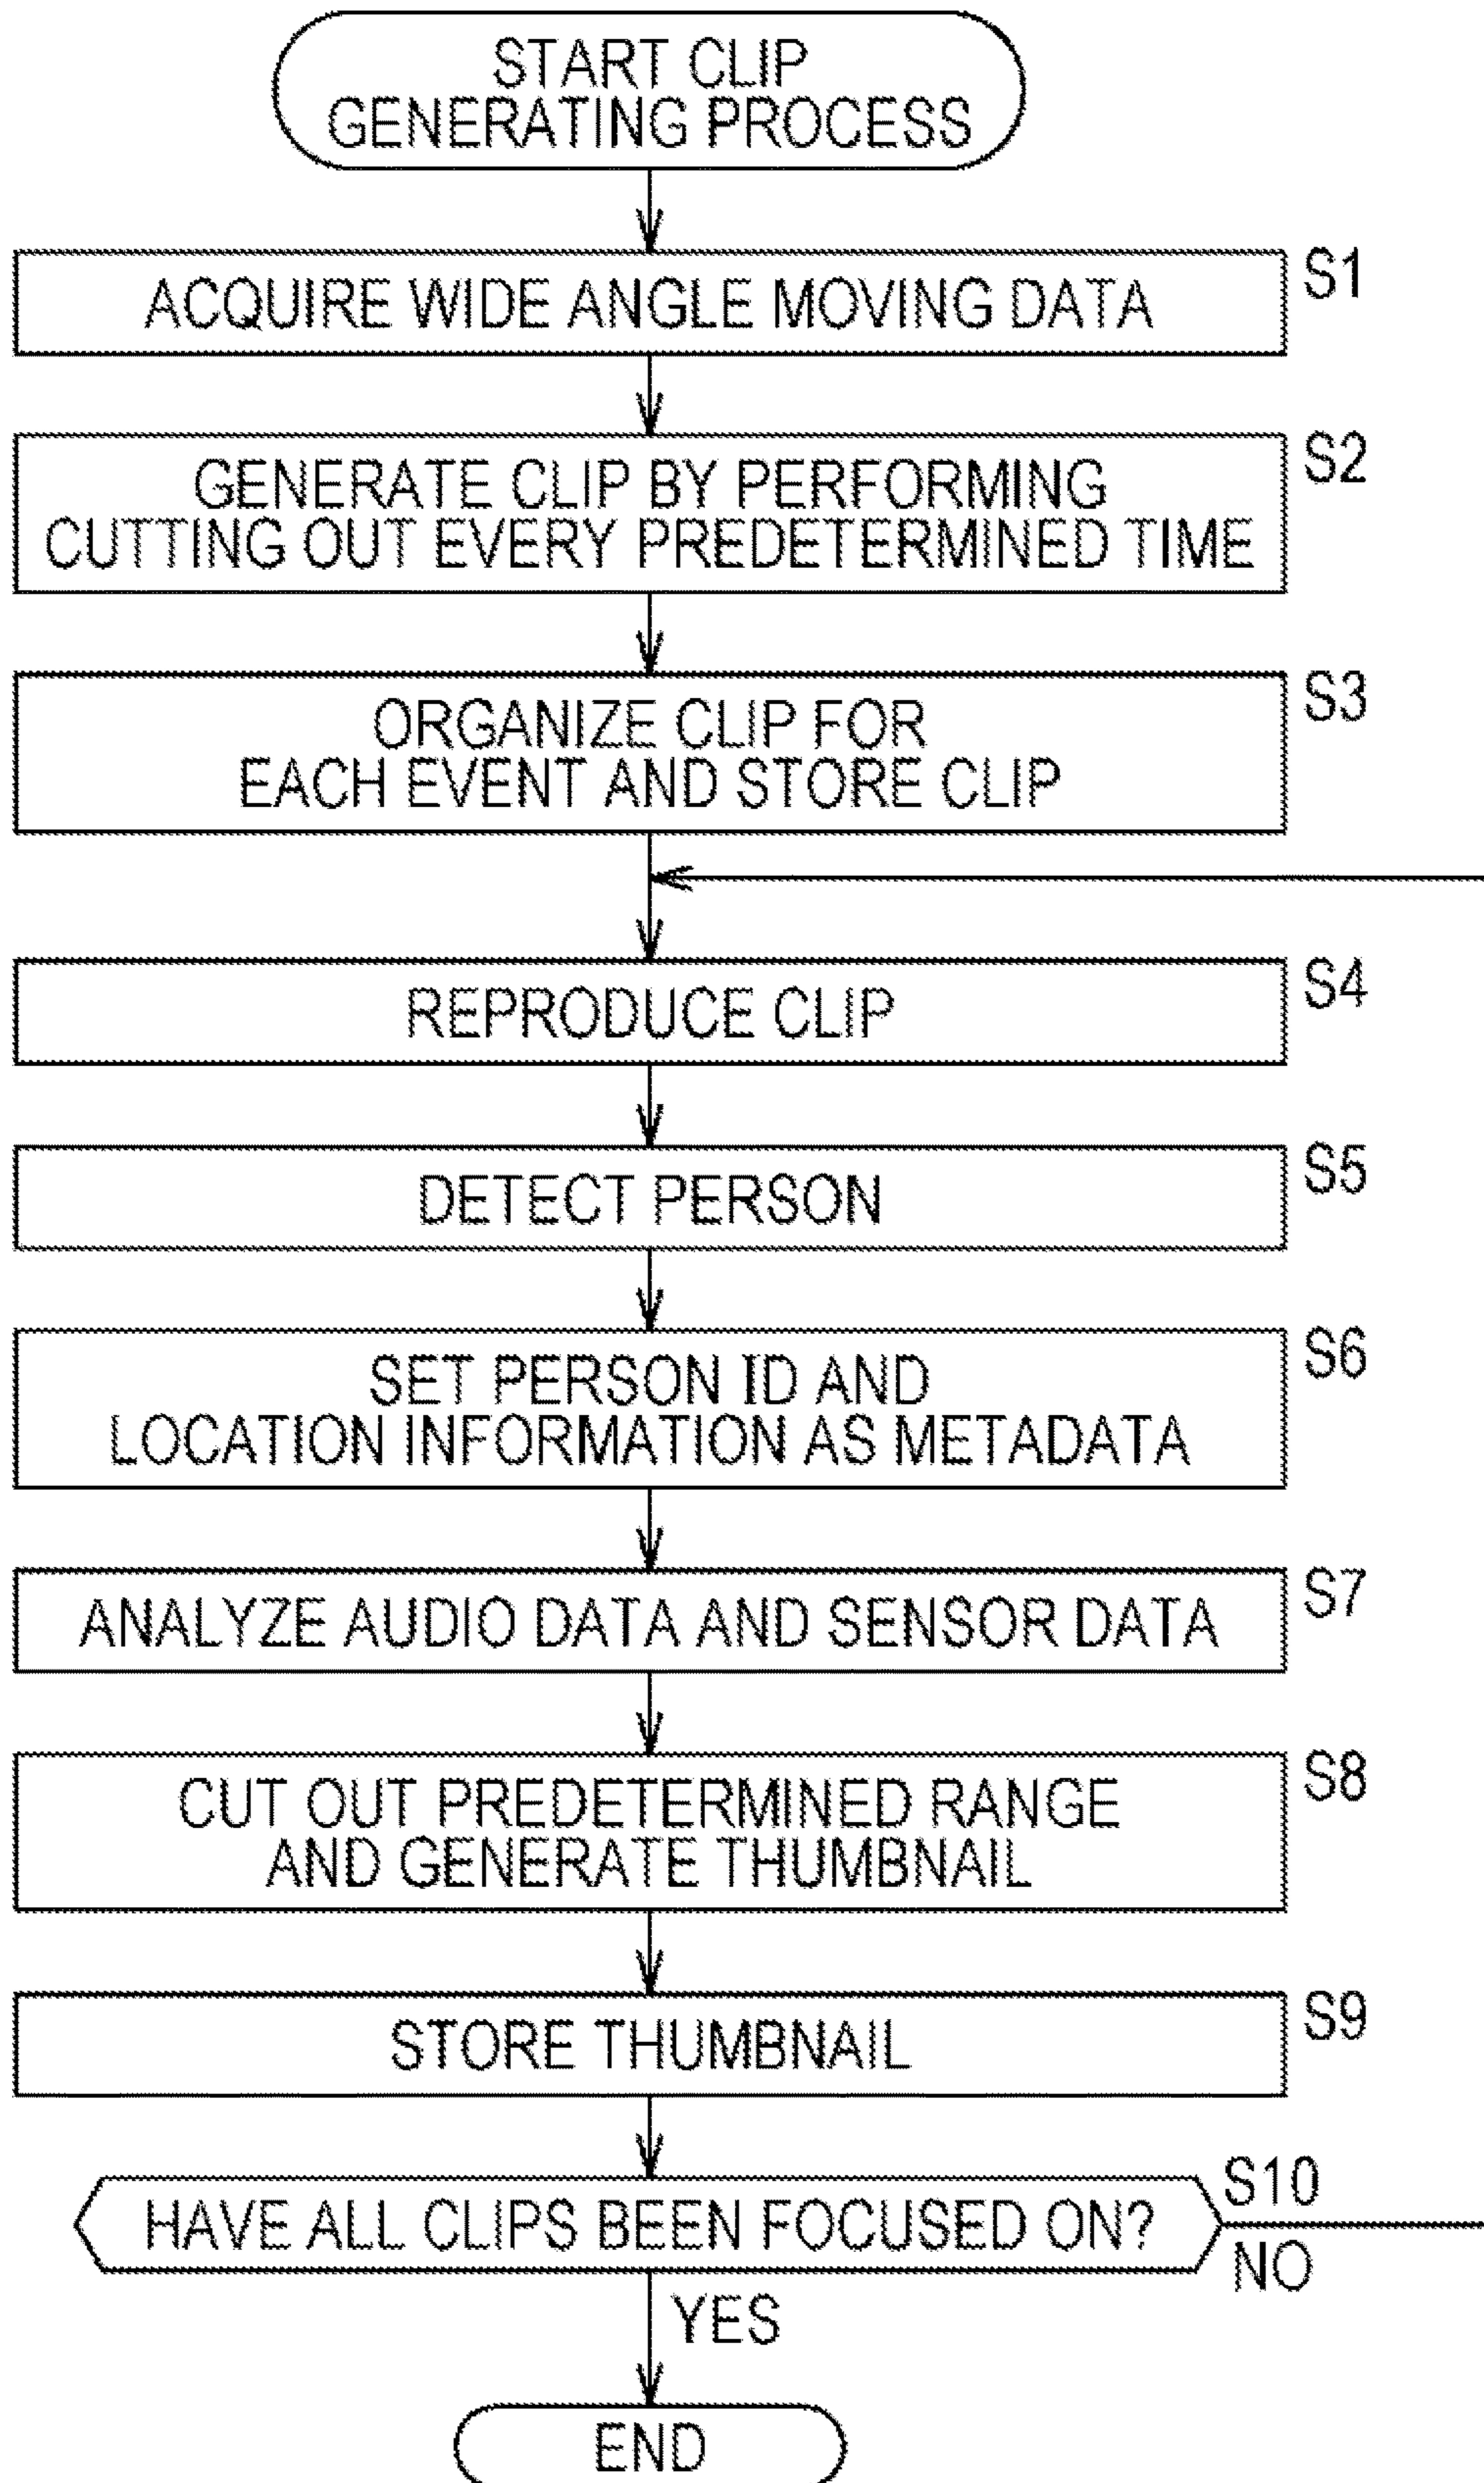 START CLIP
GENERATING PROCESS
ACQUIRE WIDE ANGLE MOVING DATA
S1
GENERATE CLIP BY PERFORMING
CUTTING OUT EVERY PREDETERMINED TIME
S2
ORGANIZE CLIP FOR
EACH EVENT AND STORE CLIP
S3
REPRODUCE CLIP
S4
DETECT PERSON
S5
SET PERSON ID AND
LOCATION INFORMATION AS METADATA
S6
ANALYZE AUDIO DATA AND SENSOR DATA
S7
CUT OUT PREDETERMINED RANGE
AND GENERATE THUMBNAIL
S8
STORE THUMBNAIL
S9
HAVE ALL CLIPS BEEN FOCUSED ON?
S10
NO
YES
END